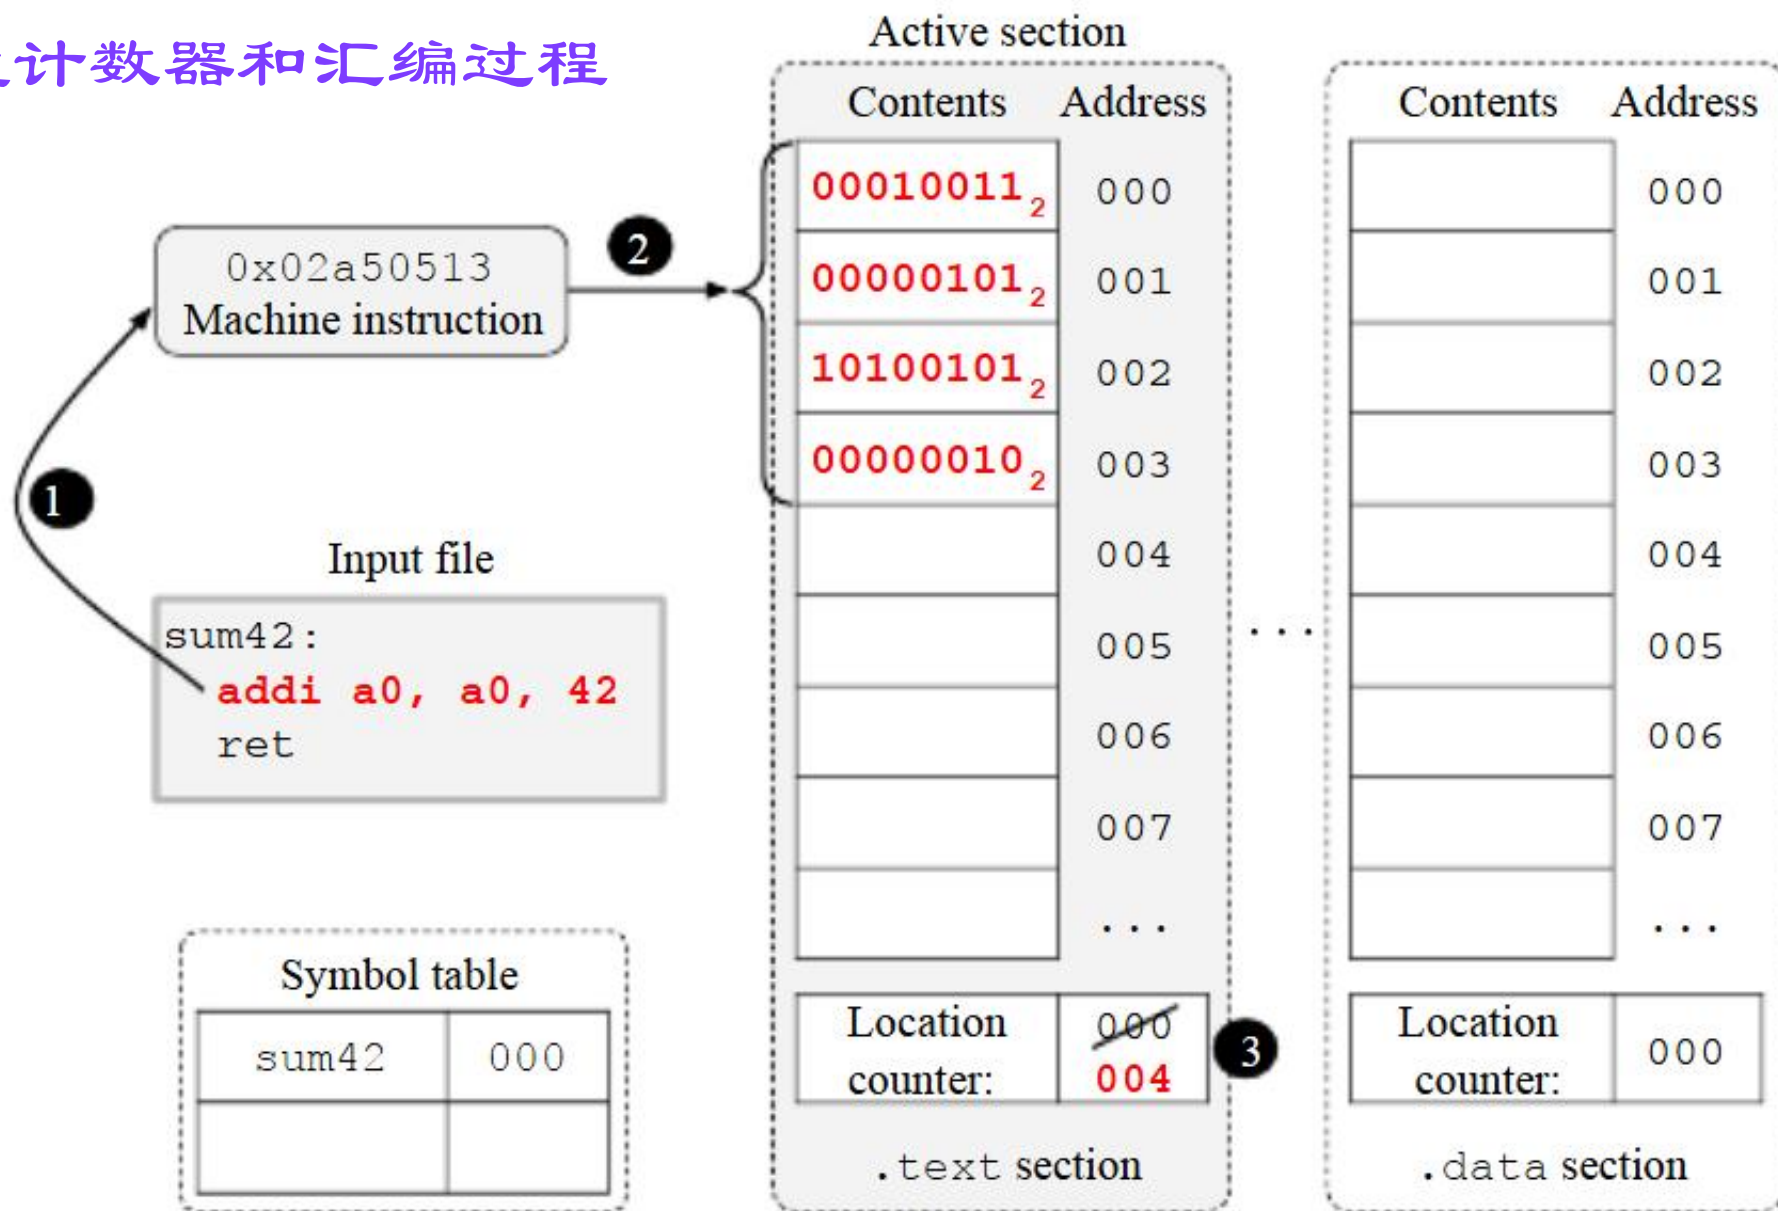 计数器和汇编过程
Active section
Contents Address
000100112 000
000001012 001
101001012 002
000000102 003
004
005
006
007
...
Location counter: 000 004
.text section
...
Contents Address
000
001
002
003
004
005
006
007
...
Location counter: 000
.data section
2
0x02a50513
Machine instruction
1
Input file
sum42:
addi a0, a0, 42
ret
3
Symbol table
sum42 000